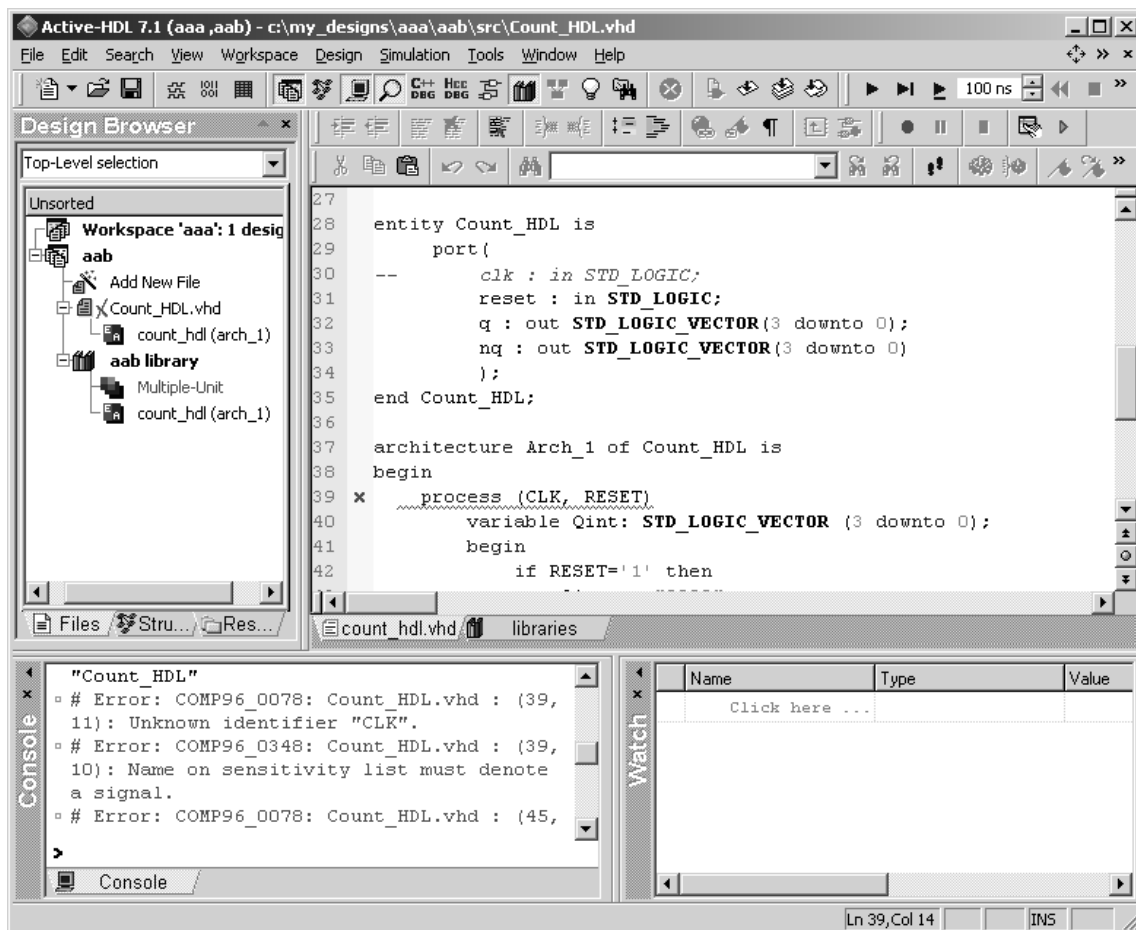 Active-HDL 7.1 (aaa ,aab) - c:\my_designs\aaa\aab\src\Count_HDL.vhd
File Edit Search View Workspace Design Simulation Tools Window Help
C++ DBG HCC DBG 100 ns
Design Browser
Top-Level selection
Unsorted
Workspace 'aaa': 1 desig
aab
Add New File
Count_HDL.vhd
count_hdl (arch_1)
aab library
Multiple-Unit
count_hdl (arch_1)
Files Stru... Res...
27
28 entity Count_HDL is
29 port(
30 -- clk : in STD_LOGIC;
31 reset : in STD_LOGIC;
32 q : out STD_LOGIC_VECTOR(3 downto 0);
33 nq : out STD_LOGIC_VECTOR(3 downto 0)
34 );
35 end Count_HDL;
36
37 architecture Arch_1 of Count_HDL is
38 begin
39 process (CLK, RESET)
40 variable Qint: STD_LOGIC_VECTOR (3 downto 0);
41 begin
42 if RESET='1' then
count_hdl.vhd libraries
Console
"Count_HDL"
# Error: COMP96_0078: Count_HDL.vhd : (39,
11): Unknown identifier "CLK".
# Error: COMP96_0348: Count_HDL.vhd : (39,
10): Name on sensitivity list must denote
a signal.
# Error: COMP96_0078: Count_HDL.vhd : (45,
>
Console
Watch
Name Type Value
Click here ...
Ln 39,Col 14 INS